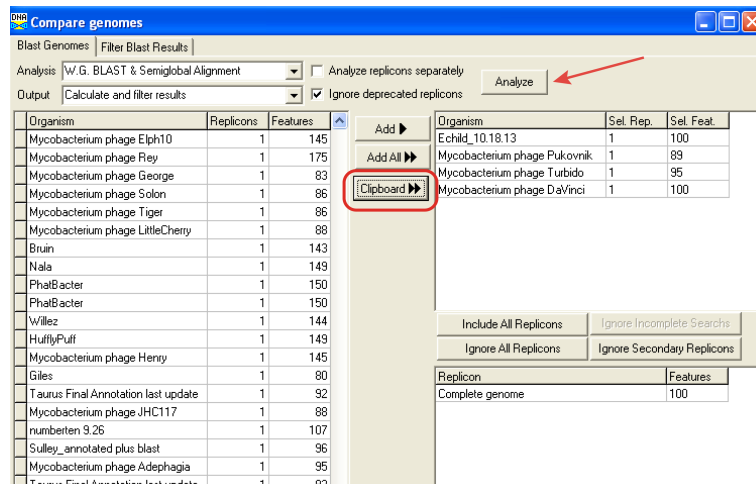 DNA Compare genomes
Blast Genomes Filter Blast Results
Analysis W.G. BLAST & Semiglobal Alignment Analyze replicons separately Analyze
Output Calculate and filter results Ignore deprecated replicons
Organism Replicons Features
Mycobacterium phage Elph10 1 145
Mycobacterium phage Rey 1 175
Mycobacterium phage George 1 83
Mycobacterium phage Solon 1 86
Mycobacterium phage Tiger 1 86
Mycobacterium phage LittleCherry 1 88
Bruin 1 143
Nala 1 149
PhatBacter 1 150
PhatBacter 1 150
Willez 1 144
HufflyPuff 1 149
Mycobacterium phage Henry 1 145
Giles 1 80
Taurus Final Annotation last update 1 92
Mycobacterium phage JHC117 1 88
numberten 9.26 1 107
Sulley_annotated plus blast 1 96
Mycobacterium phage Adephagia 1 95
Taurus Final Annotation last update 1 92
Add
Add All
Clipboard
Organism Sel. Rep. Sel. Feat.
Echild_10.18.13 1 100
Mycobacterium phage Pukovnik 1 89
Mycobacterium phage Turbido 1 95
Mycobacterium phage DaVinci 1 100
Include All Replicons Ignore Incomplete Searchs
Ignore All Replicons Ignore Secondary Replicons
Replicon Features
Complete genome 100